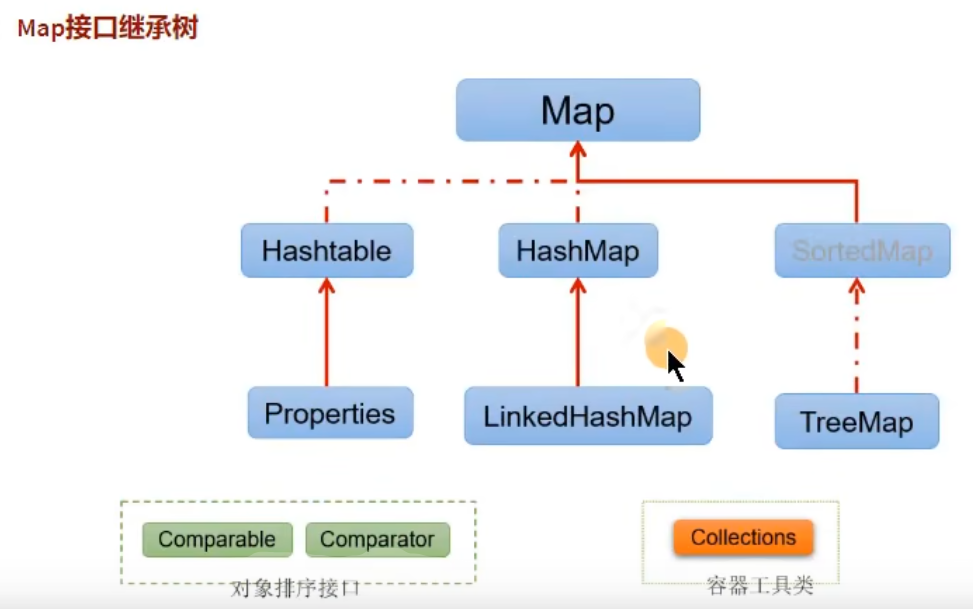 Map接口继承树
Map
Hashtable
HashMap
SortedMap
Properties
LinkedHashMap
TreeMap
Comparable
Comparator
Collections
对象排序接口
容器工具类